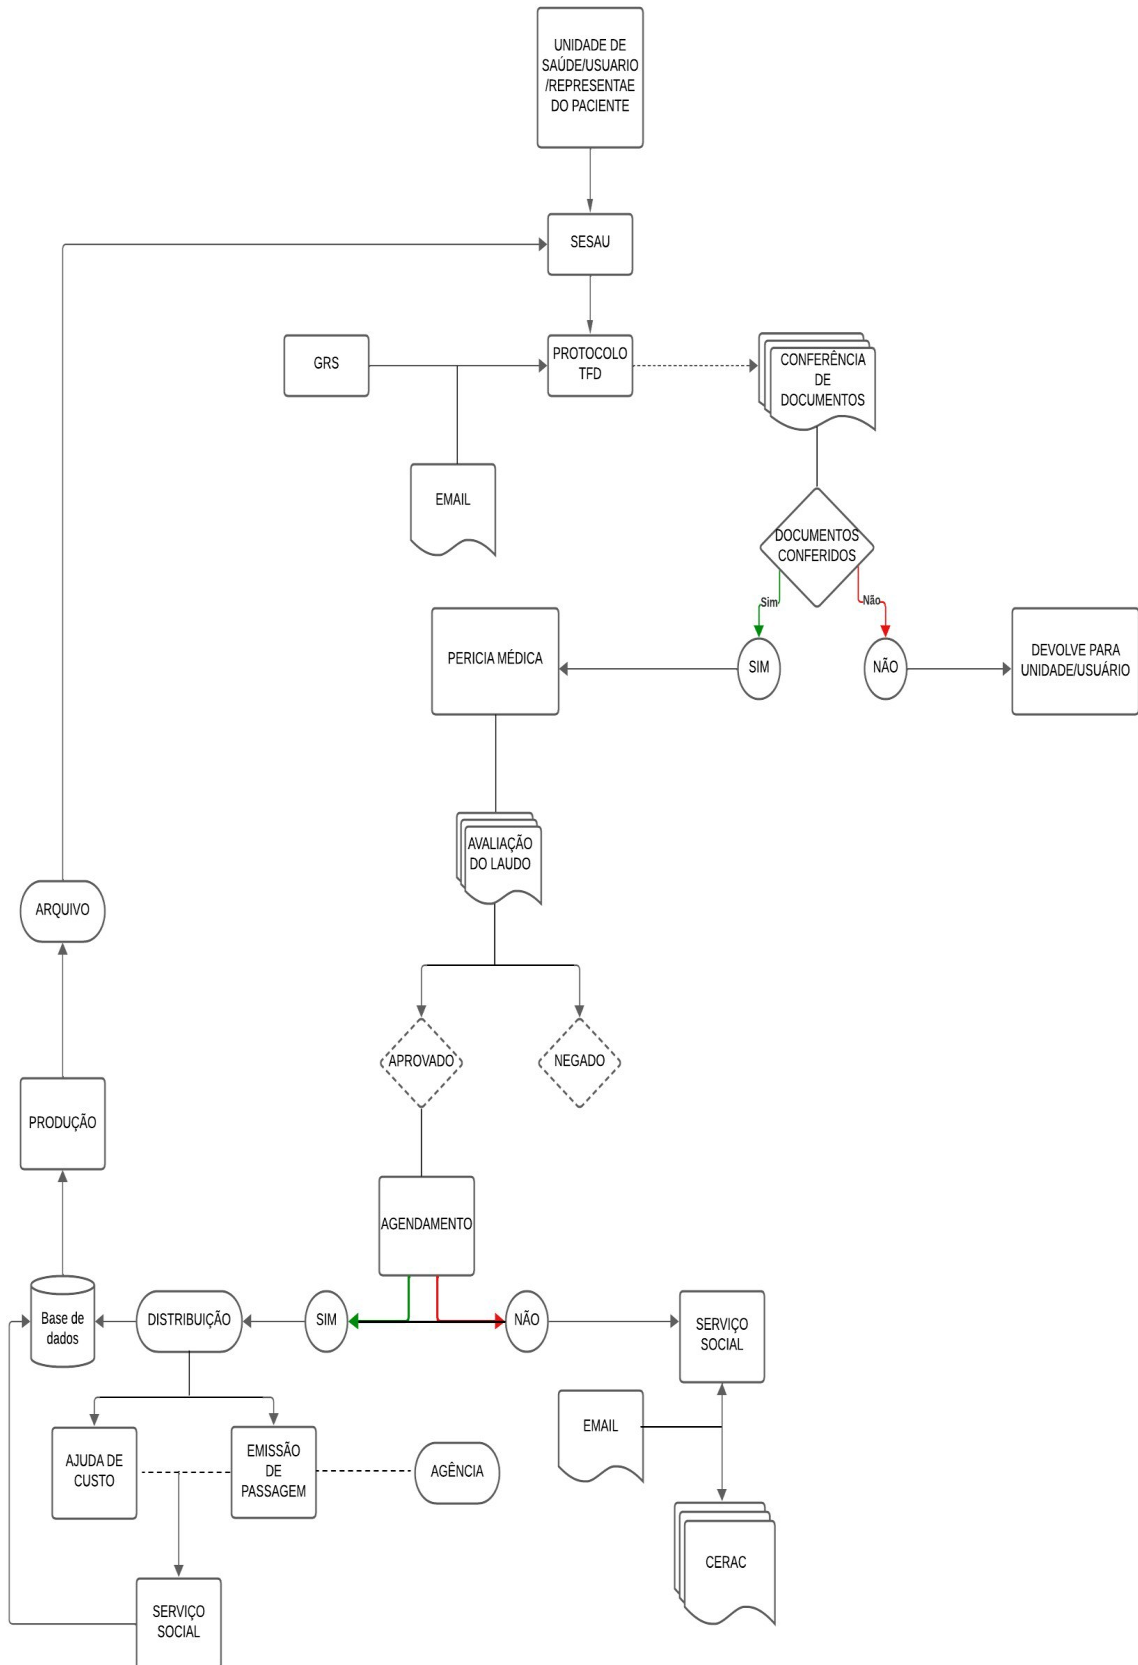 UNIDADE DE
SAÚDE/USUARIO
/REPRESENTAE
DO PACIENTE
SESAU
GRS
PROTOCOLO
TFD
CONFERÊNCIA
DE
DOCUMENTOS
EMAIL
DOCUMENTOS
CONFERIDOS
Sim
Não
PERICIA MÉDICA
SIM
NÃO
DEVOLVE PARA
UNIDADE/USUÁRIO
AVALIAÇÃO
DO LAUDO
ARQUIVO
APROVADO
NEGADO
PRODUÇÃO
AGENDAMENTO
Base de
dados
DISTRIBUIÇÃO
SIM
NÃO
SERVIÇO
SOCIAL
EMAIL
AJUDA DE
CUSTO
EMISSÃO
DE
PASSAGEM
AGÊNCIA
CERAC
SERVIÇO
SOCIAL